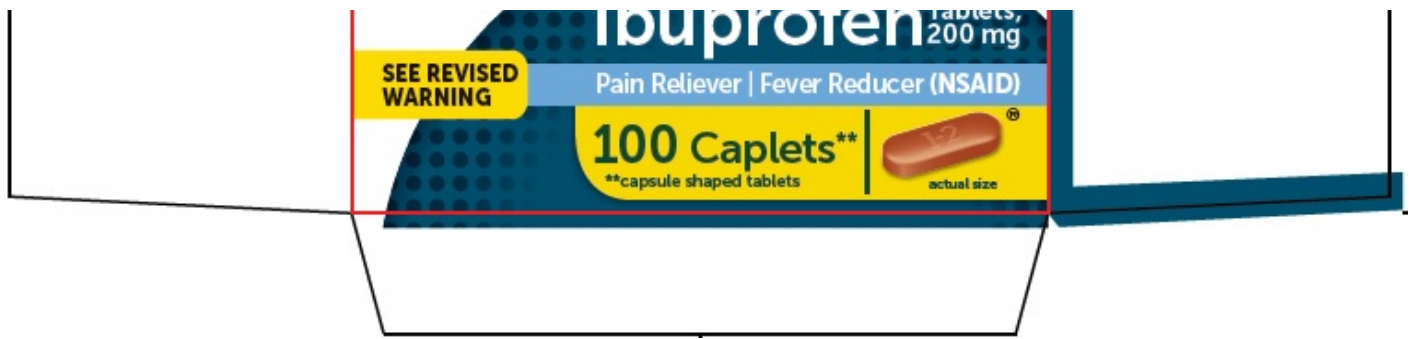 Ibuprofen Tablets,
200 mg
SEE REVISED
WARNING
Pain Reliever | Fever Reducer (NSAID)
100 Caplets**
**capsule shaped tablets
I-2
®
actual size